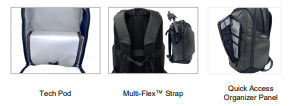 Tech Pod
Multi-Flex™ Strap
Quick Access
Organizer Panel